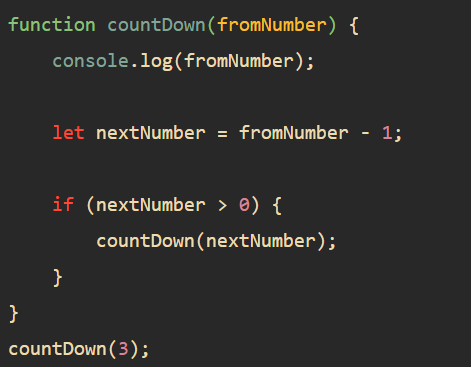 function countDown(fromNumber) {
    console.log(fromNumber);

    let nextNumber = fromNumber - 1;

    if (nextNumber > 0) {
        countDown(nextNumber);
    }
}
countDown(3);